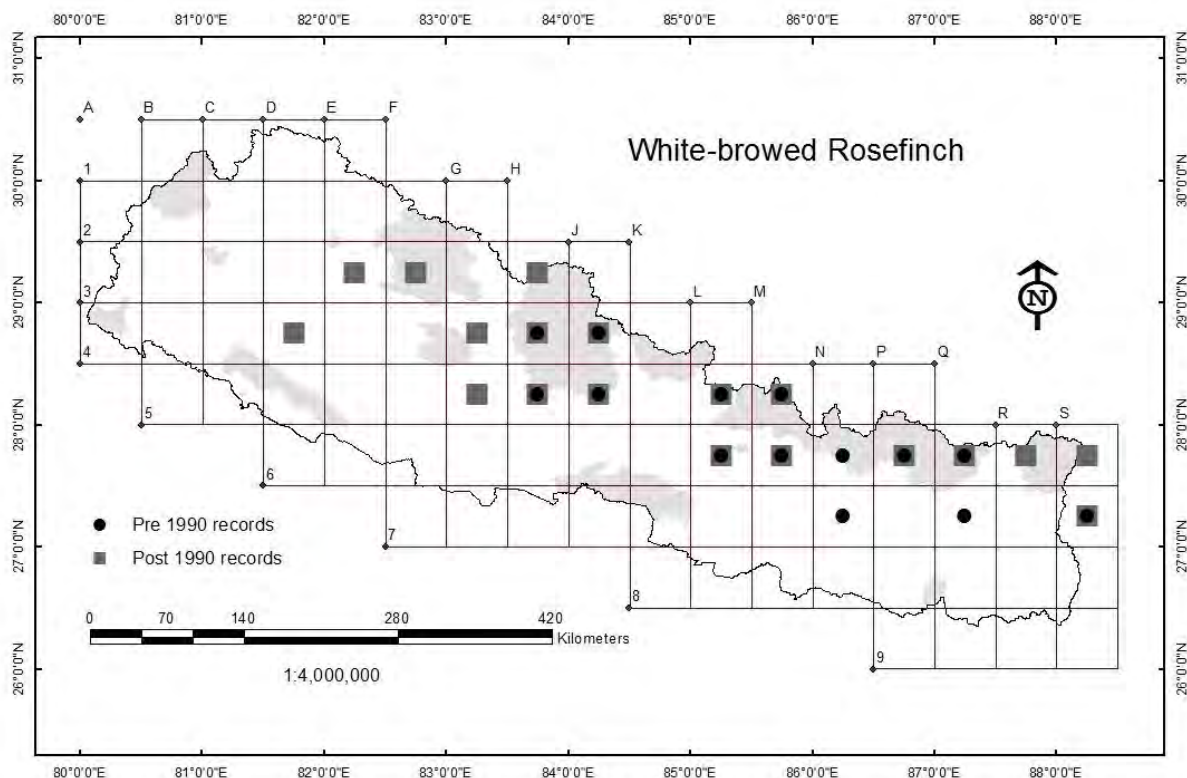 A B C D E F
White-browed Rosefinch
1 G H
2 J K
3 L M
N
4 N P Q
5 R S
6
Pre 1990 records
7
Post 1990 records
8
0 70 140 280 420
Kilometers
1:4,000,000
9
80°0'0"E 81°0'0"E 82°0'0"E 83°0'0"E 84°0'0"E 85°0'0"E 86°0'0"E 87°0'0"E 88°0'0"E
80°0'0"E 81°0'0"E 82°0'0"E 83°0'0"E 84°0'0"E 85°0'0"E 86°0'0"E 87°0'0"E 88°0'0"E
31°0'0"N
30°0'0"N
29°0'0"N
28°0'0"N
27°0'0"N
26°0'0"N
31°0'0"N
30°0'0"N
29°0'0"N
28°0'0"N
27°0'0"N
26°0'0"N